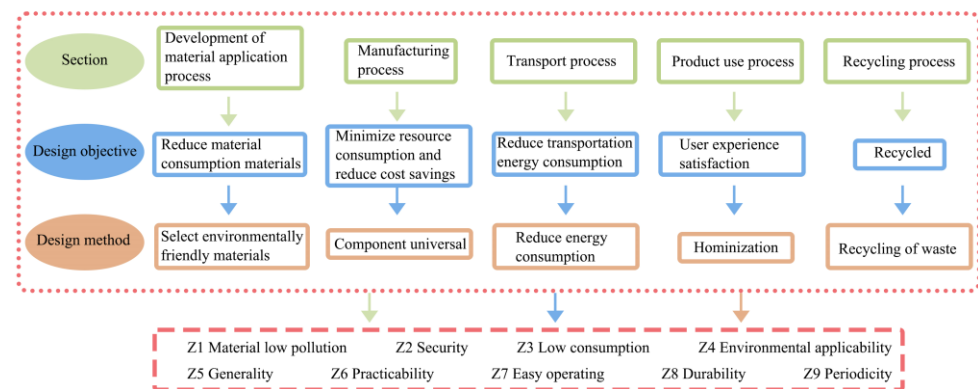 Section
Development of
material application
process
Manufacturing
process
Transport process
Product use process
Recycling process
Design objective
Reduce material
consumption materials
Minimize resource
consumption and
reduce cost savings
Reduce transportation
energy consumption
User experience
satisfaction
Recycled
Design method
Select environmentally
friendly materials
Component universal
Reduce energy
consumption
Hominization
Recycling of waste
Z1 Material low pollution Z2 Security Z3 Low consumption Z4 Environmental applicability
Z5 Generality Z6 Practicability Z7 Easy operating Z8 Durability Z9 Periodicity